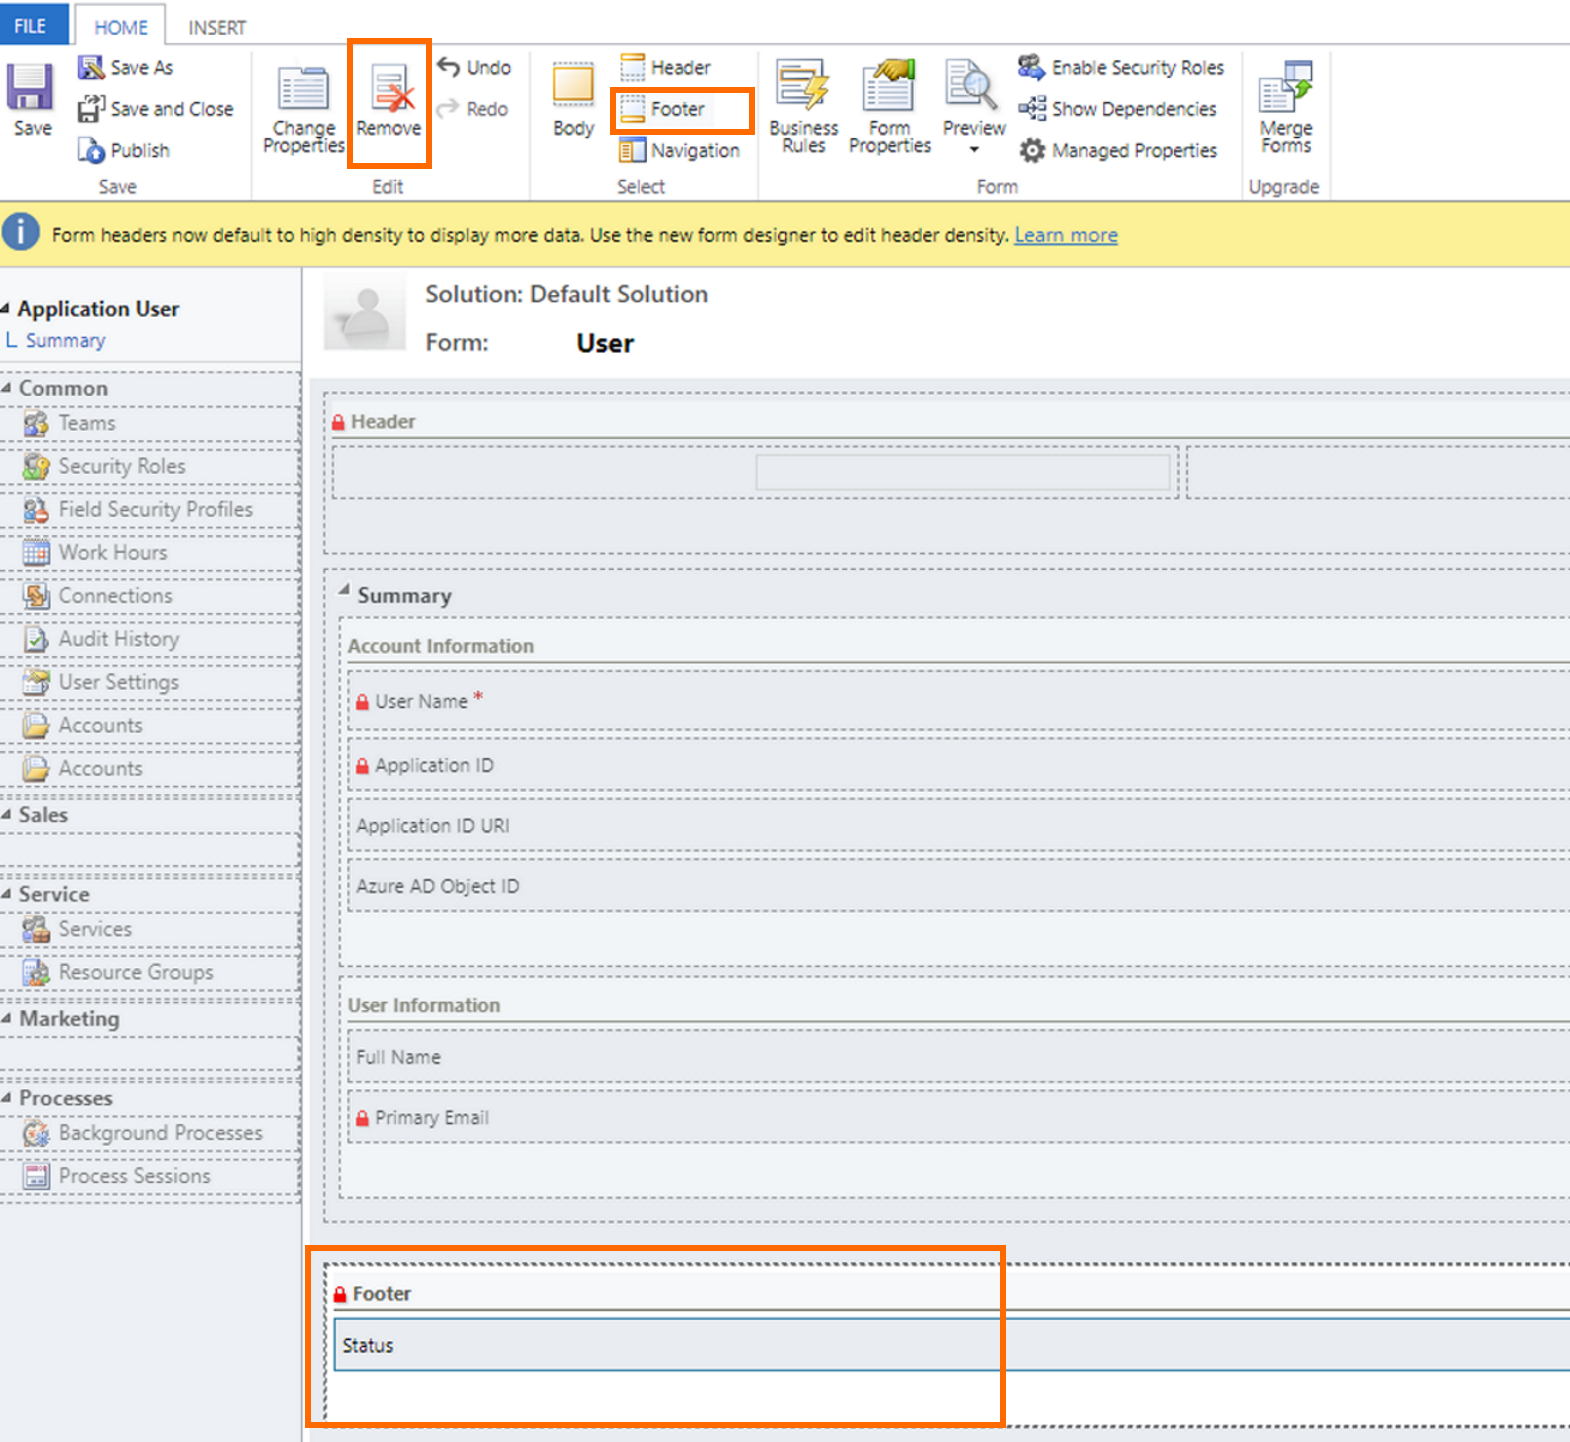 FILE
HOME
INSERT
Save
Save As
Save and Close
Publish
Save
Change
Properties
Remove
Undo
Redo
Edit
Body
Header
Footer
Navigation
Select
Business
Rules
Form
Properties
Preview
Enable Security Roles
Show Dependencies
Managed Properties
Form
Merge
Forms
Upgrade
Form headers now default to high density to display more data. Use the new form designer to edit header density. Learn more
Application User
Summary
Common
Teams
Security Roles
Field Security Profiles
Work Hours
Connections
Audit History
User Settings
Accounts
Accounts
Sales
Service
Services
Resource Groups
Marketing
Processes
Background Processes
Process Sessions
Solution: Default Solution
Form: User
Header
Summary
Account Information
User Name *
Application ID
Application ID URI
Azure AD Object ID
User Information
Full Name
Primary Email
Footer
Status